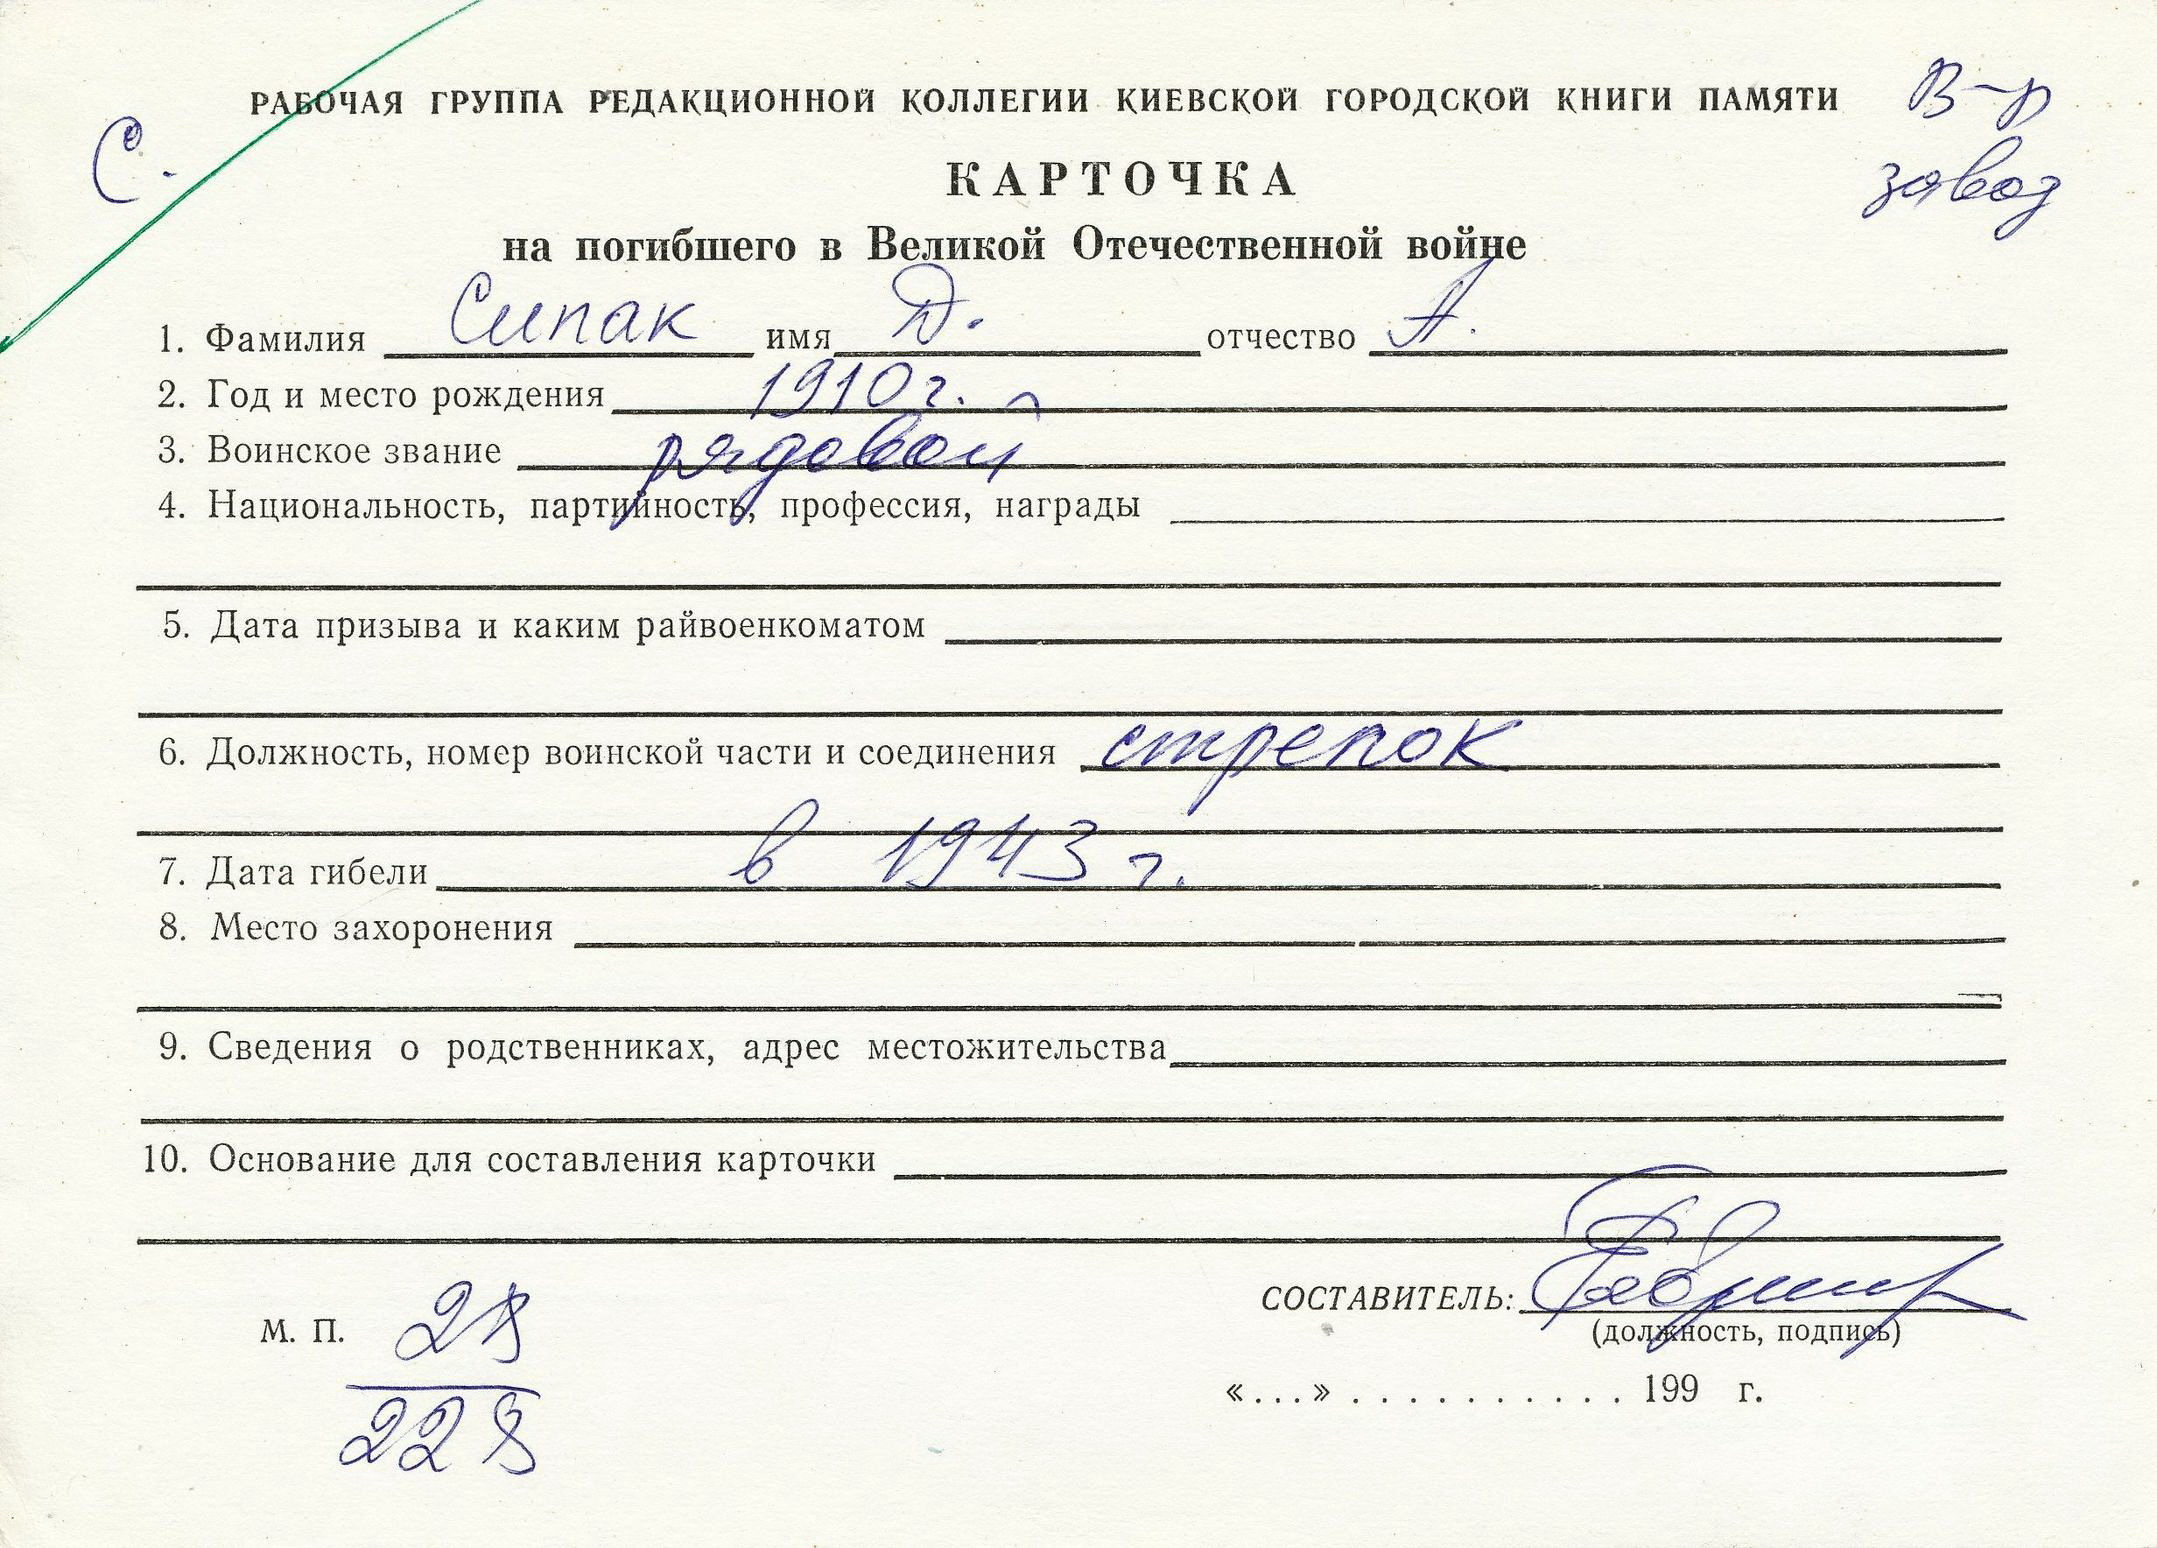 В-р
завод
С.
РАБОЧАЯ ГРУППА РЕДАКЦИОННОЙ КОЛЛЕГИИ КИЕВСКОЙ ГОРОДСКОЙ КНИГИ ПАМЯТИ
КАРТОЧКА
на погибшего в Великой Отечественной войне
1. Фамилия Сипак имя Д. отчество А.
2. Год и место рождения 1910 г.
3. Воинское звание рядовой
4. Национальность, партийность, профессия, награды
5. Дата призыва и каким райвоенкоматом
6. Должность, номер воинской части и соединения стрелок
7. Дата гибели в 1943 г.
8. Место захоронения
9. Сведения о родственниках, адрес местожительства
10. Основание для составления карточки
СОСТАВИТЕЛЬ:
(должность, подпись)
М. П.
«...» ........... 199 г.